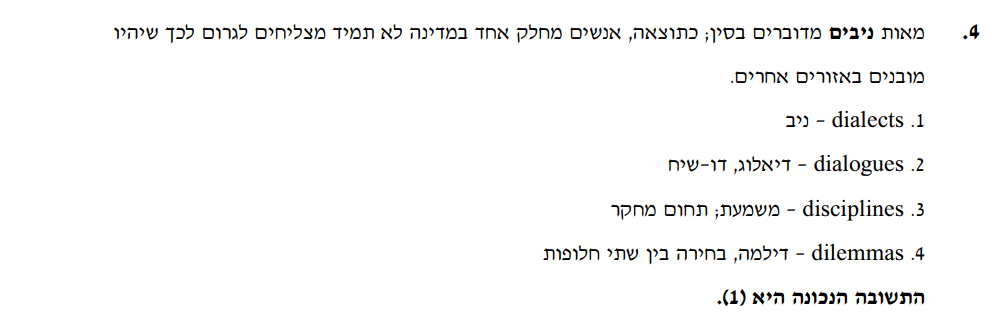 4. מאות ניבים מדוברים בסין; כתוצאה, אנשים מחלק אחד במדינה לא תמיד מצליחים לגרום לכך שיהיו
מובנים באזורים אחרים.
1. dialects – ניב
2. dialogues – דיאלוג, דו-שיח
3. disciplines – משמעת; תחום מחקר
4. dilemmas – דילמה, בחירה בין שתי חלופות
התשובה הנכונה היא (1).